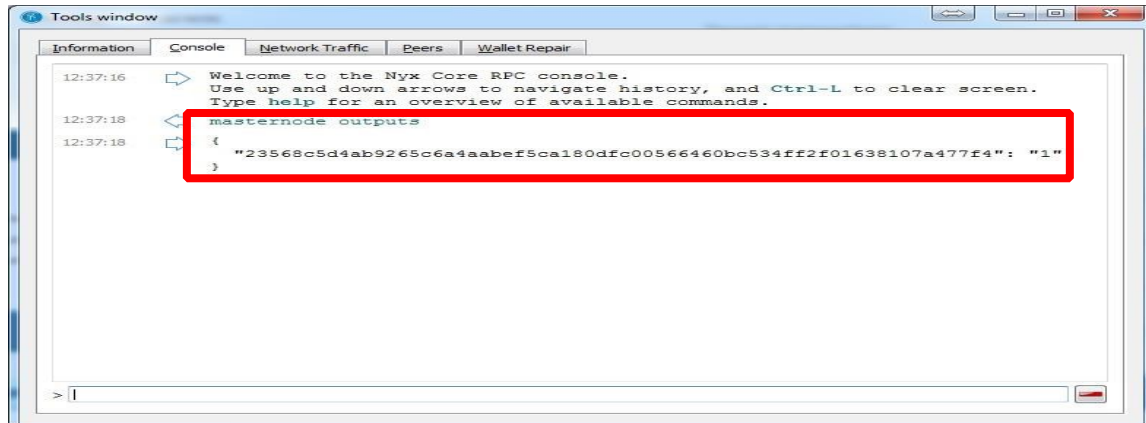 Tools window
Information Console Network Traffic Peers Wallet Repair
12:37:16 Welcome to the Nyx Core RPC console.
Use up and down arrows to navigate history, and Ctrl-L to clear screen.
Type help for an overview of available commands.
12:37:18 masternode outputs
12:37:18 {
"23568c5d4ab9265c6a4aabef5ca180dfc00566460bc534ff2f01638107a477f4": "1"
}
>